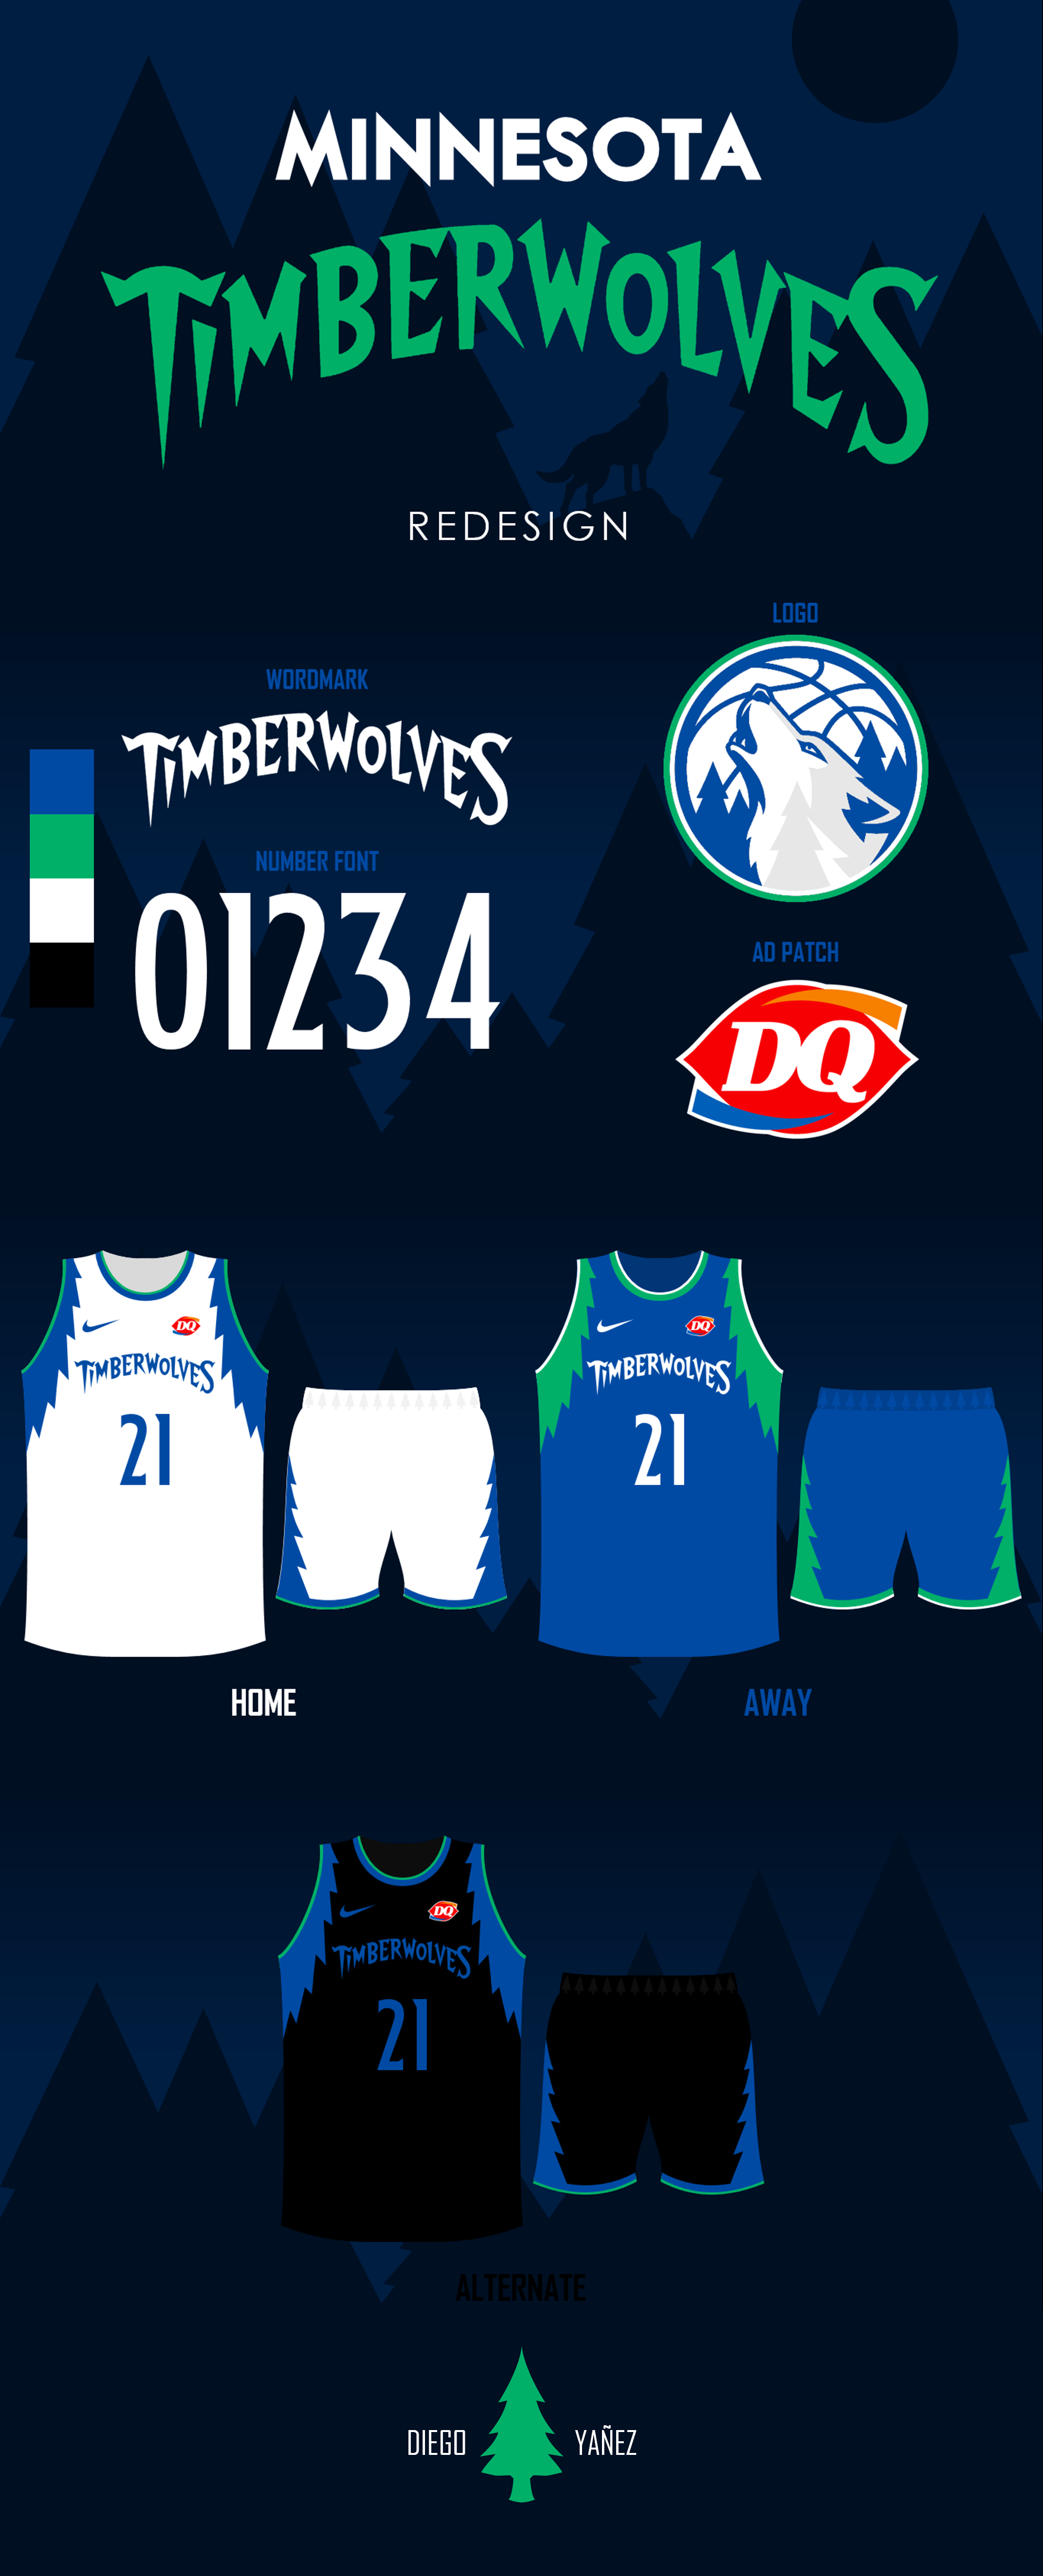 MINNESOTA
TIMBERWOLVES
REDESIGN
LOGO
WORDMARK
TIMBERWOLVES
NUMBER FONT
01234
AD PATCH
DQ
DQ
TIMBERWOLVES
21
DQ
TIMBERWOLVES
21
HOME
AWAY
DQ
TIMBERWOLVES
21
ALTERNATE
DIEGO YAÑEZ